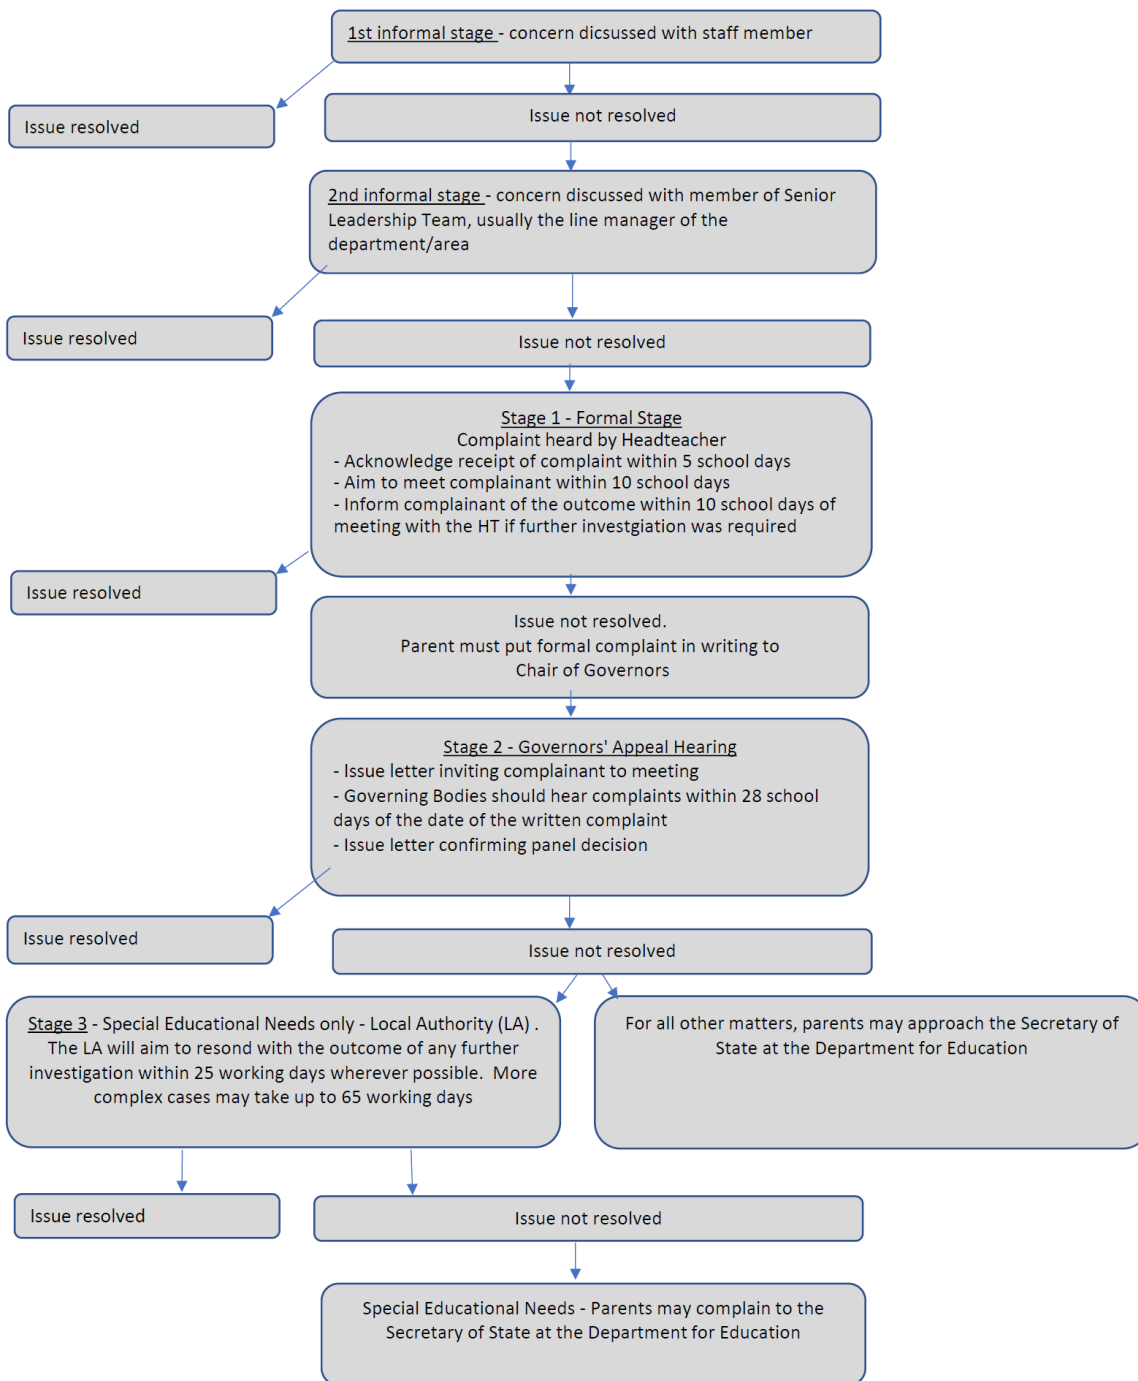 1st informal stage - concern dicsussed with staff member
Issue resolved
Issue not resolved
2nd informal stage - concern discussed with member of Senior
Leadership Team, usually the line manager of the
department/area
Issue resolved
Issue not resolved
Stage 1 - Formal Stage
Complaint heard by Headteacher
- Acknowledge receipt of complaint within 5 school days
- Aim to meet complainant within 10 school days
- Inform complainant of the outcome within 10 school days of
meeting with the HT if further investgiation was required
Issue resolved
Issue not resolved.
Parent must put formal complaint in writing to
Chair of Governors
Stage 2 - Governors' Appeal Hearing
- Issue letter inviting complainant to meeting
- Governing Bodies should hear complaints within 28 school
days of the date of the written complaint
- Issue letter confirming panel decision
Issue resolved
Issue not resolved
Stage 3 - Special Educational Needs only - Local Authority (LA) .
The LA will aim to resond with the outcome of any further
investigation within 25 working days wherever possible.  More
complex cases may take up to 65 working days
For all other matters, parents may approach the Secretary of
State at the Department for Education
Issue resolved
Issue not resolved
Special Educational Needs - Parents may complain to the
Secretary of State at the Department for Education